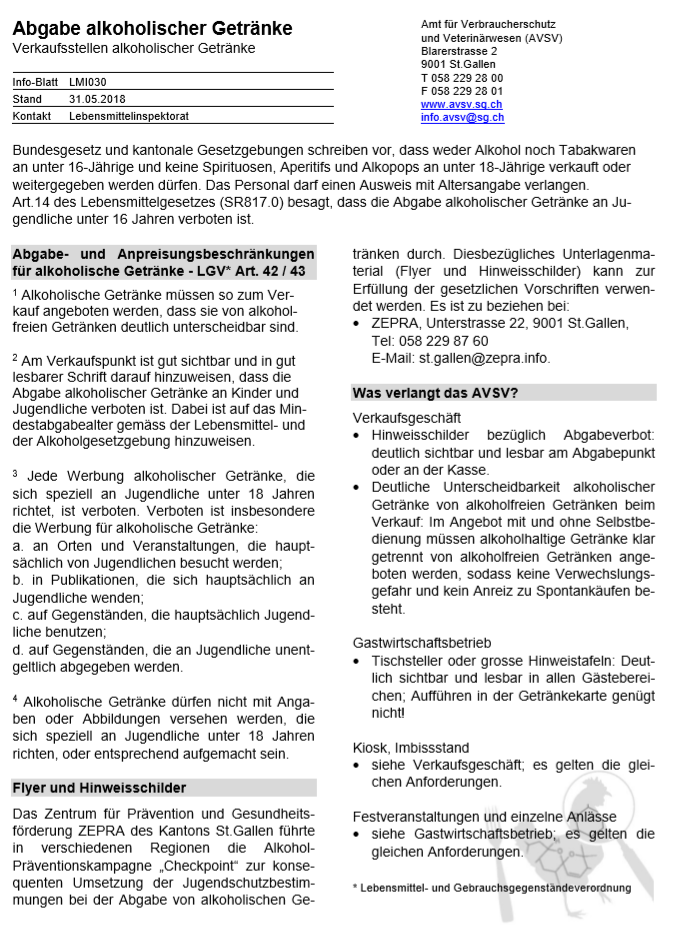 Abgabe alkoholischer Getränke
Verkaufsstellen alkoholischer Getränke
Info-Blatt LMI030
Stand 31.05.2018
Kontakt Lebensmittelinspektorat
Amt für Verbraucherschutz
und Veterinärwesen (AVSV)
Blarerstrasse 2
9001 St.Gallen
T 058 229 28 00
F 058 229 28 01
www.avsv.sg.ch
info.avsv@sg.ch
Bundesgesetz und kantonale Gesetzgebungen schreiben vor, dass weder Alkohol noch Tabakwaren
an unter 16-Jährige und keine Spirituosen, Aperitifs und Alkopops an unter 18-Jährige verkauft oder
weitergegeben werden dürfen. Das Personal darf einen Ausweis mit Altersangabe verlangen.
Art.14 des Lebensmittelgesetzes (SR817.0) besagt, dass die Abgabe alkoholischer Getränke an Ju-
gendliche unter 16 Jahren verboten ist.
Abgabe- und Anpreisungsbeschränkungen
für alkoholische Getränke - LGV* Art. 42 / 43
¹ Alkoholische Getränke müssen so zum Ver-
kauf angeboten werden, dass sie von alkohol-
freien Getränken deutlich unterscheidbar sind.
² Am Verkaufspunkt ist gut sichtbar und in gut
lesbarer Schrift darauf hinzuweisen, dass die
Abgabe alkoholischer Getränke an Kinder und
Jugendliche verboten ist. Dabei ist auf das Min-
destabgabealter gemäss der Lebensmittel- und
der Alkoholgesetzgebung hinzuweisen.
³ Jede Werbung alkoholischer Getränke, die
sich speziell an Jugendliche unter 18 Jahren
richtet, ist verboten. Verboten ist insbesondere
die Werbung für alkoholische Getränke:
a. an Orten und Veranstaltungen, die haupt-
sächlich von Jugendlichen besucht werden;
b. in Publikationen, die sich hauptsächlich an
Jugendliche wenden;
c. auf Gegenständen, die hauptsächlich Jugend-
liche benutzen;
d. auf Gegenständen, die an Jugendliche unent-
geltlich abgegeben werden.
⁴ Alkoholische Getränke dürfen nicht mit Anga-
ben oder Abbildungen versehen werden, die
sich speziell an Jugendliche unter 18 Jahren
richten, oder entsprechend aufgemacht sein.
Flyer und Hinweisschilder
Das Zentrum für Prävention und Gesundheits-
förderung ZEPRA des Kantons St.Gallen führte
in verschiedenen Regionen die Alkohol-
Präventionskampagne „Checkpoint“ zur konse-
quenten Umsetzung der Jugendschutzbestim-
mungen bei der Abgabe von alkoholischen Ge-
tränken durch. Diesbezügliches Unterlagenma-
terial (Flyer und Hinweisschilder) kann zur
Erfüllung der gesetzlichen Vorschriften verwen-
det werden. Es ist zu beziehen bei:
• ZEPRA, Unterstrasse 22, 9001 St.Gallen,
Tel: 058 229 87 60
E-Mail: st.gallen@zepra.info.
Was verlangt das AVSV?
Verkaufsgeschäft
• Hinweisschilder bezüglich Abgabeverbot:
deutlich sichtbar und lesbar am Abgabepunkt
oder an der Kasse.
• Deutliche Unterscheidbarkeit alkoholischer
Getränke von alkoholfreien Getränken beim
Verkauf: Im Angebot mit und ohne Selbstbe-
dienung müssen alkoholhaltige Getränke klar
getrennt von alkoholfreien Getränken ange-
boten werden, sodass keine Verwechslungs-
gefahr und kein Anreiz zu Spontankäufen be-
steht.
Gastwirtschaftsbetrieb
• Tischsteller oder grosse Hinweistafeln: Deut-
lich sichtbar und lesbar in allen Gästeberei-
chen; Aufführen in der Getränkekarte genügt
nicht!
Kiosk, Imbissstand
• siehe Verkaufsgeschäft; es gelten die glei-
chen Anforderungen.
Festveranstaltungen und einzelne Anlässe
• siehe Gastwirtschaftsbetrieb; es gelten die
gleichen Anforderungen.
* Lebensmittel- und Gebrauchsgegenständeverordnung